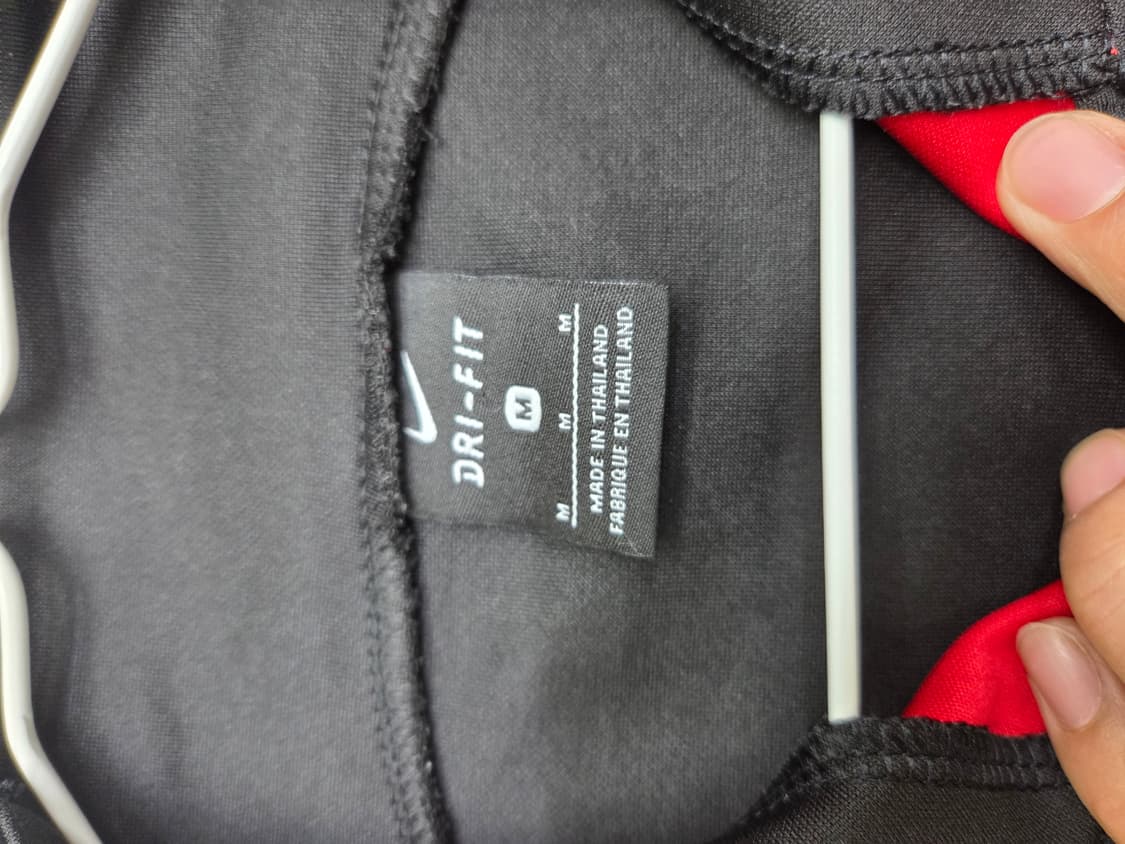 DRI-FIT
M
M M M
MADE IN THAILAND
FABRIQUE EN THAILAND